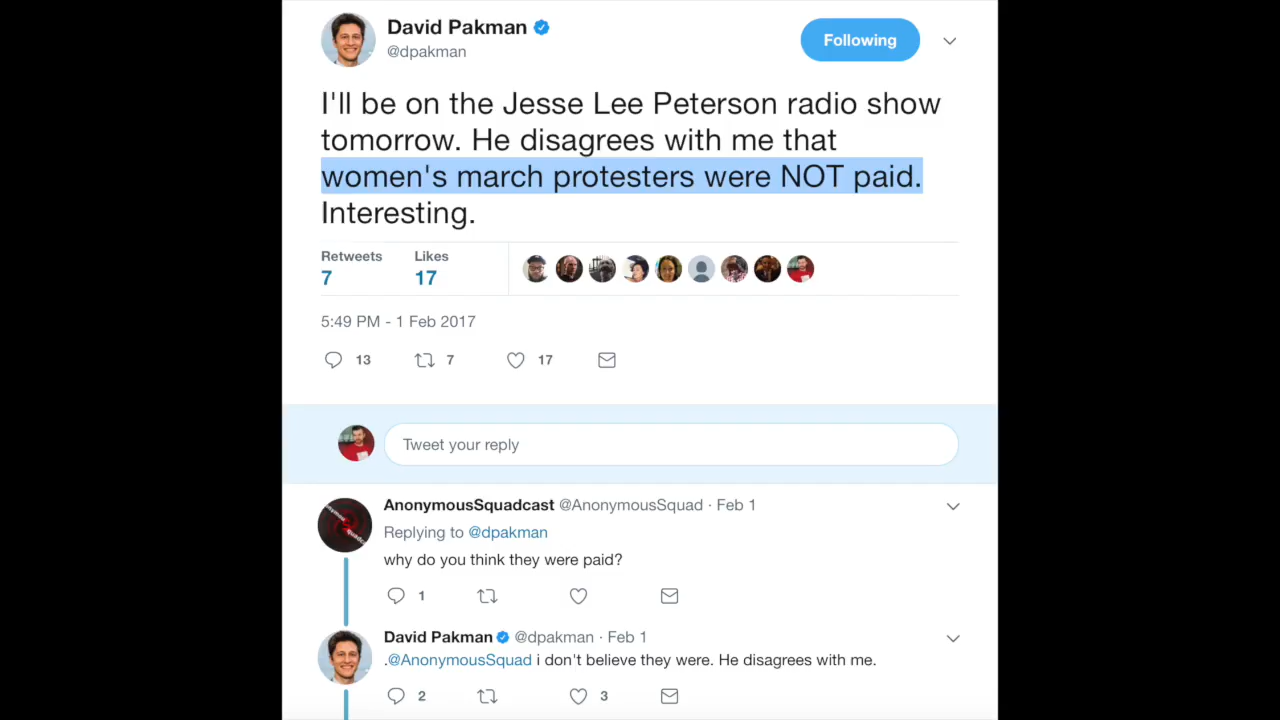 David Pakman
@dpakman
Following
I'll be on the Jesse Lee Peterson radio show
tomorrow. He disagrees with me that
women's march protesters were NOT paid.
Interesting.
Retweets Likes
7 17
5:49 PM - 1 Feb 2017
13 7 17
Tweet your reply
AnonymousSquadcast @AnonymousSquad · Feb 1
Replying to @dpakman
why do you think they were paid?
1
David Pakman @dpakman · Feb 1
.@AnonymousSquad i don't believe they were. He disagrees with me.
2 3